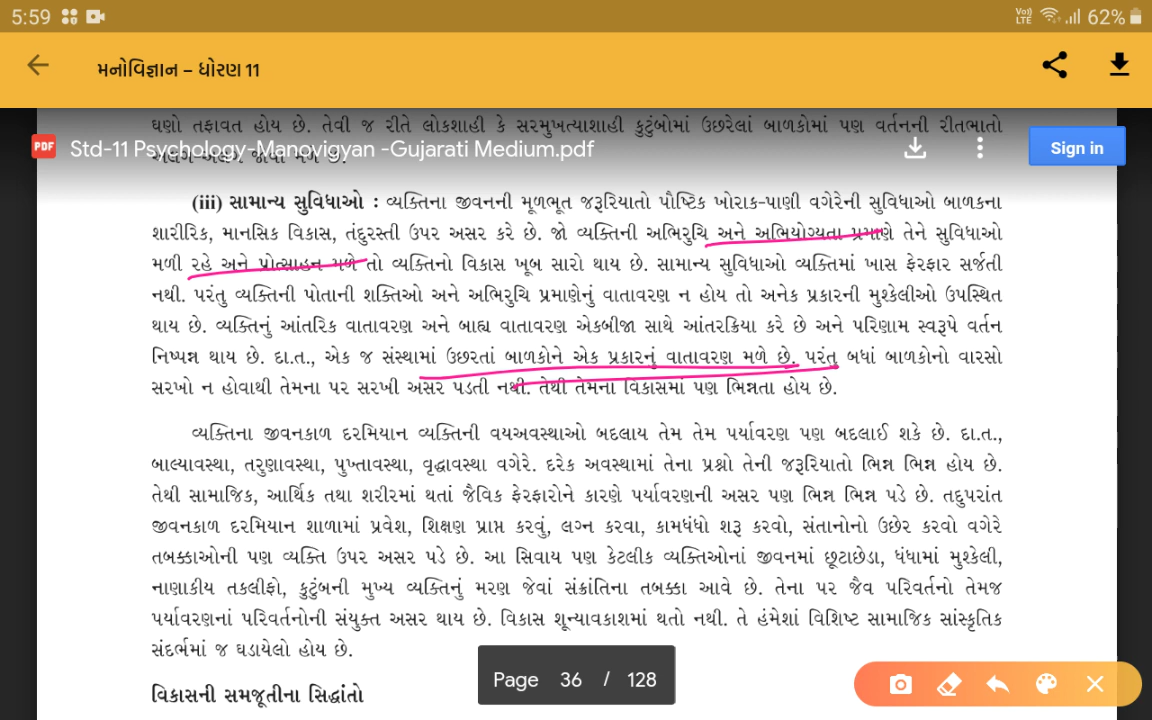 5:59
Vo)) LTE 62%
મનોવિજ્ઞાન – ધોરણ 11
ઘણો તફાવત હોય છે. તેવી જ રીતે લોકશાહી કે સરમુખત્યાશાહી કુટુંબોમાં ઉછરેલાં બાળકોમાં પણ વર્તનની રીતભાતો
PDF Std-11 Psychology-Manovigyan -Gujarati Medium.pdf
Sign in
(iii) સામાન્ય સુવિધાઓ : વ્યક્તિના જીવનની મૂળભૂત જરૂરિયાતો પૌષ્ટિક ખોરાક-પાણી વગેરેની સુવિધાઓ બાળકના
શારીરિક, માનસિક વિકાસ, તંદુરસ્તી ઉપર અસર કરે છે. જો વ્યક્તિની અભિરુચિ અને અભિયોગ્યતા પ્રમાણે તેને સુવિધાઓ
મળી રહે અને પ્રોત્સાહન મળે તો વ્યક્તિનો વિકાસ ખૂબ સારો થાય છે. સામાન્ય સુવિધાઓ વ્યક્તિમાં ખાસ ફેરફાર સર્જતી
નથી. પરંતુ વ્યક્તિની પોતાની શક્તિઓ અને અભિરુચિ પ્રમાણેનું વાતાવરણ ન હોય તો અનેક પ્રકારની મુશ્કેલીઓ ઉપસ્થિત
થાય છે. વ્યક્તિનું આંતરિક વાતાવરણ અને બાહ્ય વાતાવરણ એકબીજા સાથે આંતરક્રિયા કરે છે અને પરિણામ સ્વરૂપે વર્તન
નિષ્પન્ન થાય છે. દા.ત., એક જ સંસ્થામાં ઉછરતાં બાળકોને એક પ્રકારનું વાતાવરણ મળે છે. પરંતુ બધાં બાળકોનો વારસો
સરખો ન હોવાથી તેમના પર સરખી અસર પડતી નથી. તેથી તેમના વિકાસમાં પણ ભિન્નતા હોય છે.
વ્યક્તિના જીવનકાળ દરમિયાન વ્યક્તિની વયઅવસ્થાઓ બદલાય તેમ તેમ પર્યાવરણ પણ બદલાઈ શકે છે. દા.ત.,
બાલ્યાવસ્થા, તરુણાવસ્થા, પુખ્તાવસ્થા, વૃદ્ધાવસ્થા વગેરે. દરેક અવસ્થામાં તેના પ્રશ્નો તેની જરૂરિયાતો ભિન્ન ભિન્ન હોય છે.
તેથી સામાજિક, આર્થિક તથા શરીરમાં થતાં જૈવિક ફેરફારોને કારણે પર્યાવરણની અસર પણ ભિન્ન ભિન્ન પડે છે. તદુપરાંત
જીવનકાળ દરમિયાન શાળામાં પ્રવેશ, શિક્ષણ પ્રાપ્ત કરવું, લગ્ન કરવા, કામધંધો શરૂ કરવો, સંતાનોનો ઉછેર કરવો વગેરે
તબક્કાઓની પણ વ્યક્તિ ઉપર અસર પડે છે. આ સિવાય પણ કેટલીક વ્યક્તિઓનાં જીવનમાં છૂટાછેડા, ધંધામાં મુશ્કેલી,
નાણાકીય તકલીફો, કુટુંબની મુખ્ય વ્યક્તિનું મરણ જેવાં સંક્રાંતિના તબક્કા આવે છે. તેના પર જૈવ પરિવર્તનો તેમજ
પર્યાવરણનાં પરિવર્તનોની સંયુક્ત અસર થાય છે. વિકાસ શૂન્યાવકાશમાં થતો નથી. તે હંમેશાં વિશિષ્ટ સામાજિક સાંસ્કૃતિક
સંદર્ભમાં જ ઘડાયેલો હોય છે.
Page 36 / 128
વિકાસની સમજૂતીના સિદ્ધાંતો